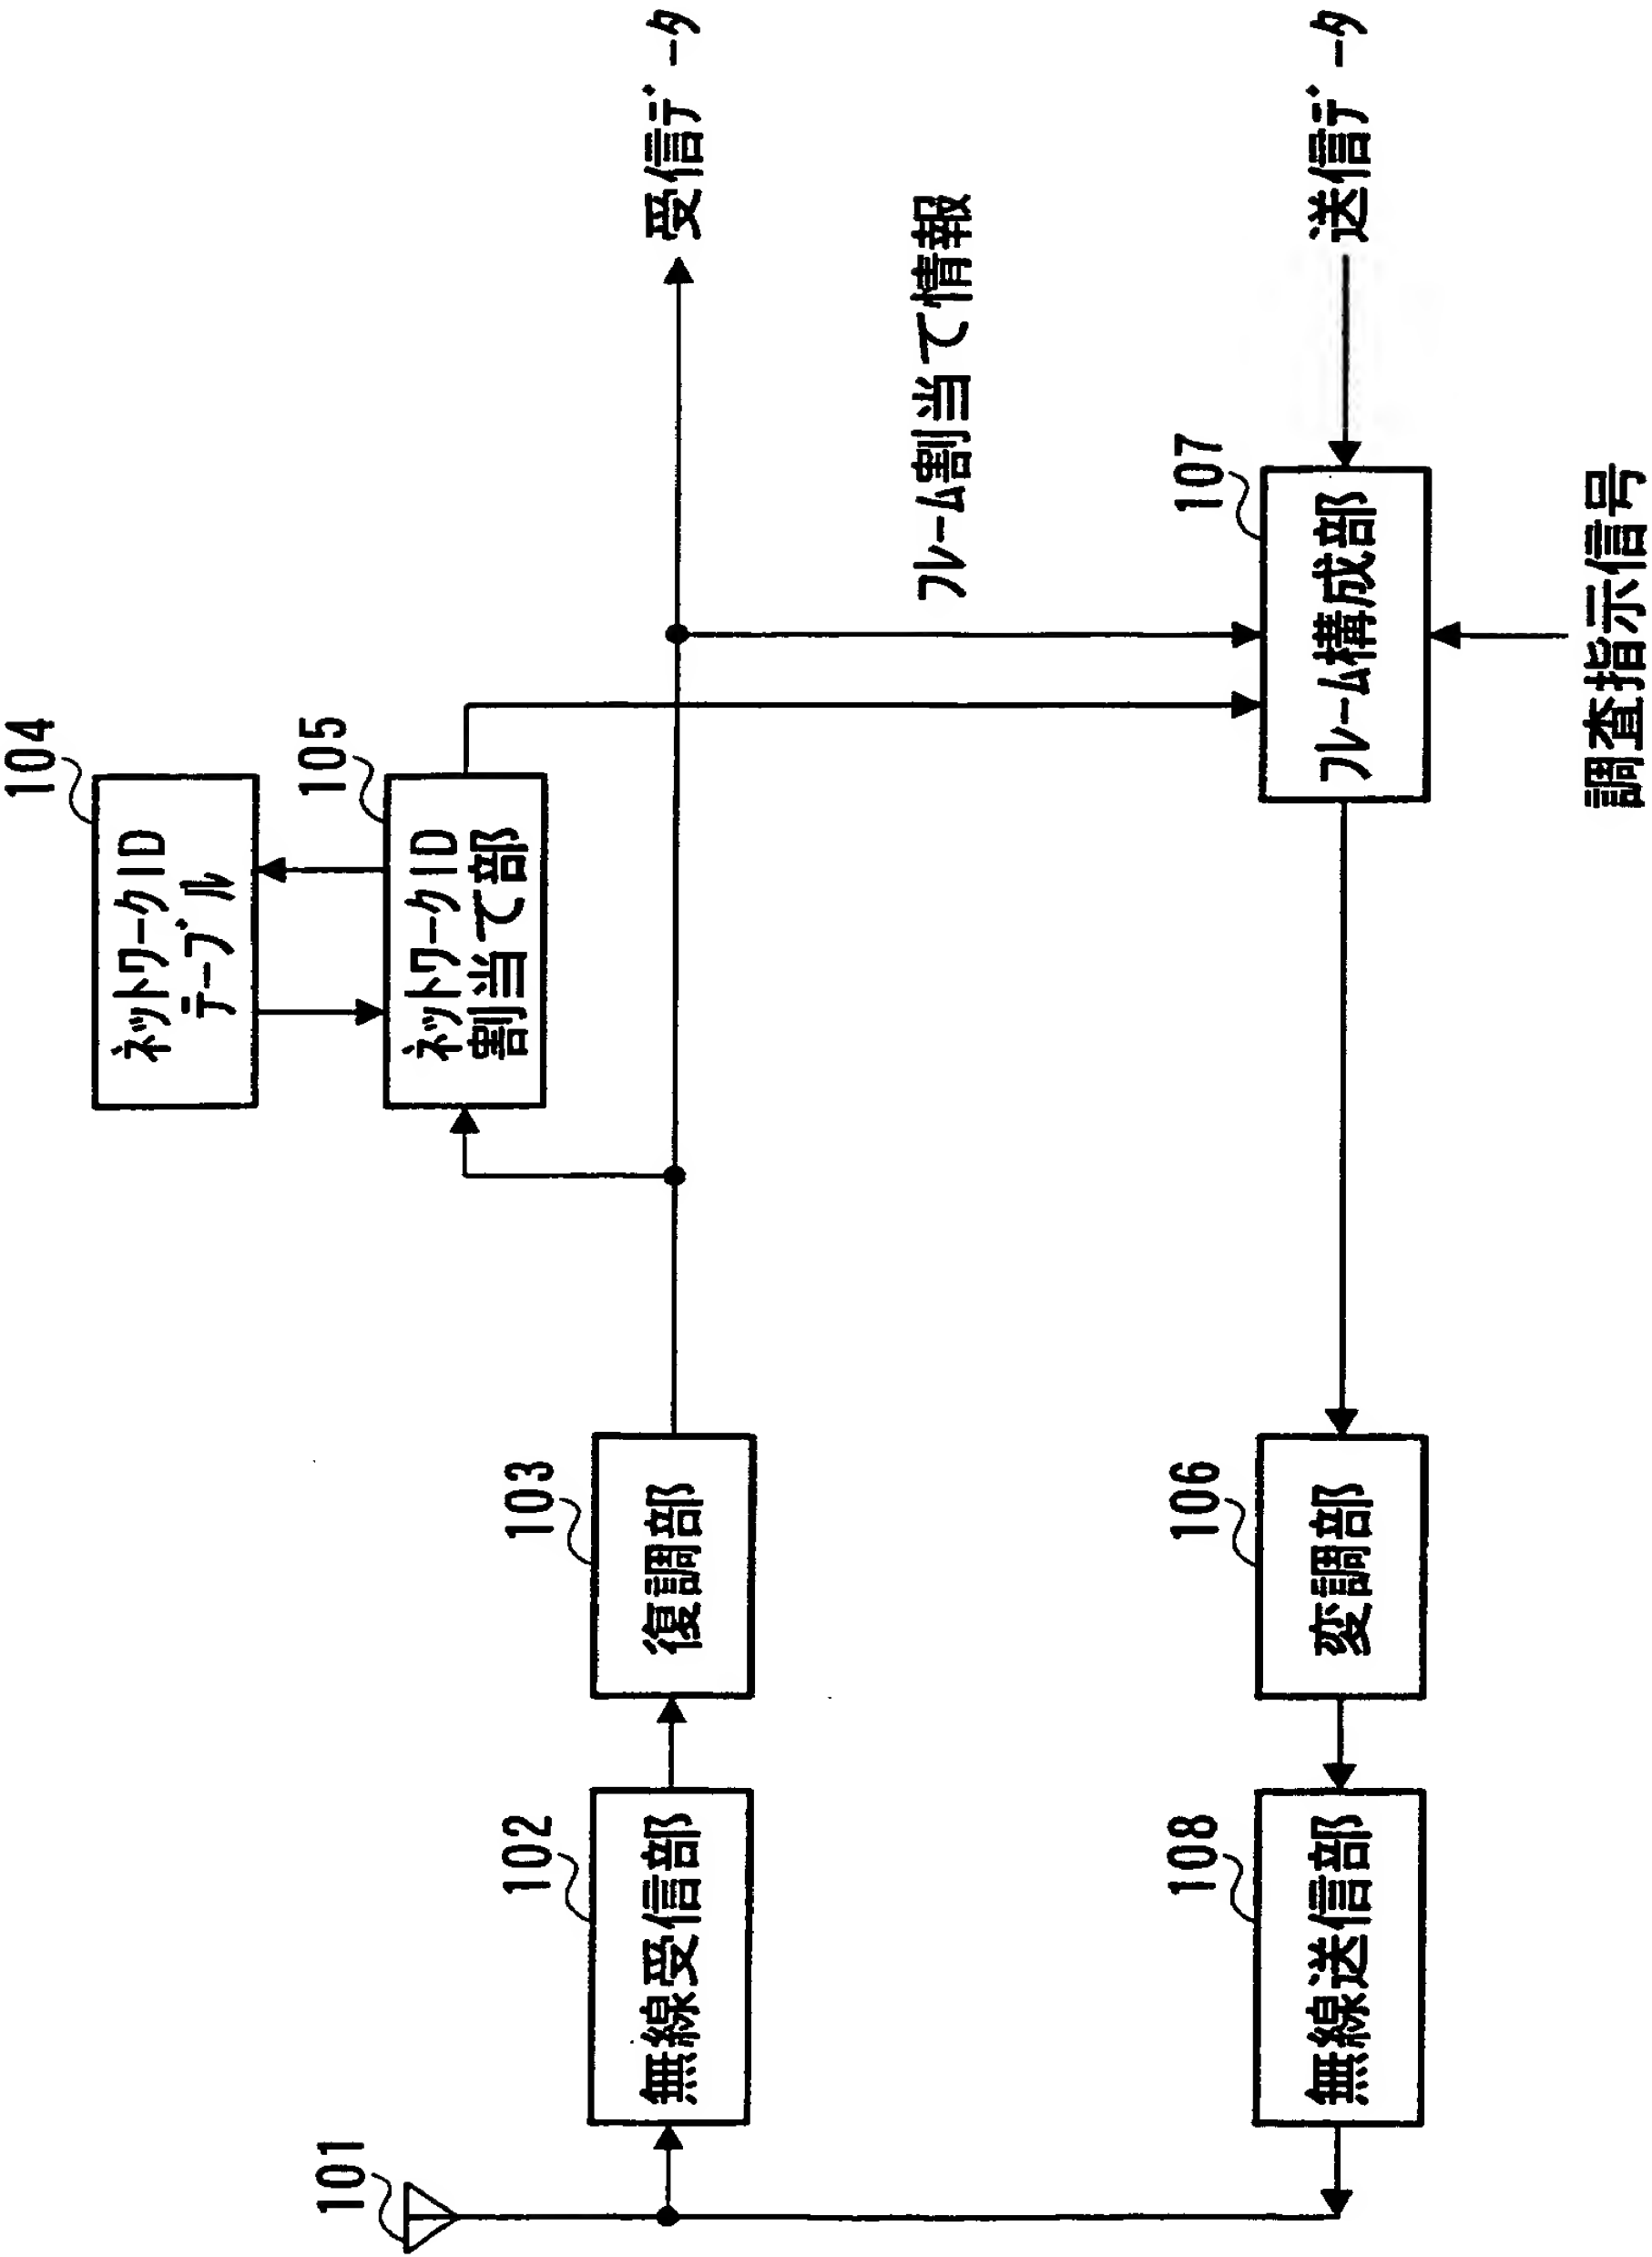 101
102
無線受信部
103
復調部
104
ネットワークID
テーブル
105
ネットワークID
割当て部
受信データ
フレーム割当て情報
108
無線送信部
106
変調部
107
フレーム構成部
送信データ
調査指示信号